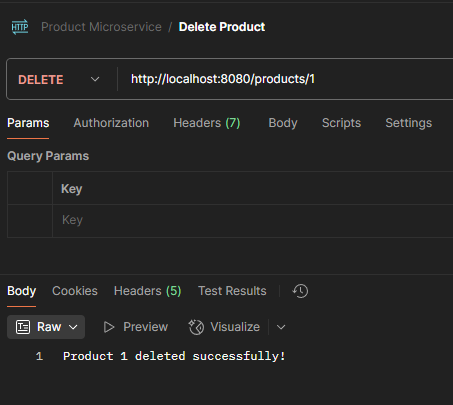 HTTP Product Microservice / Delete Product
DELETE http://localhost:8080/products/1
Params Authorization Headers (7) Body Scripts Settings
Query Params
Key
Key
Body Cookies Headers (5) Test Results
Raw Preview Visualize
1 Product 1 deleted successfully!